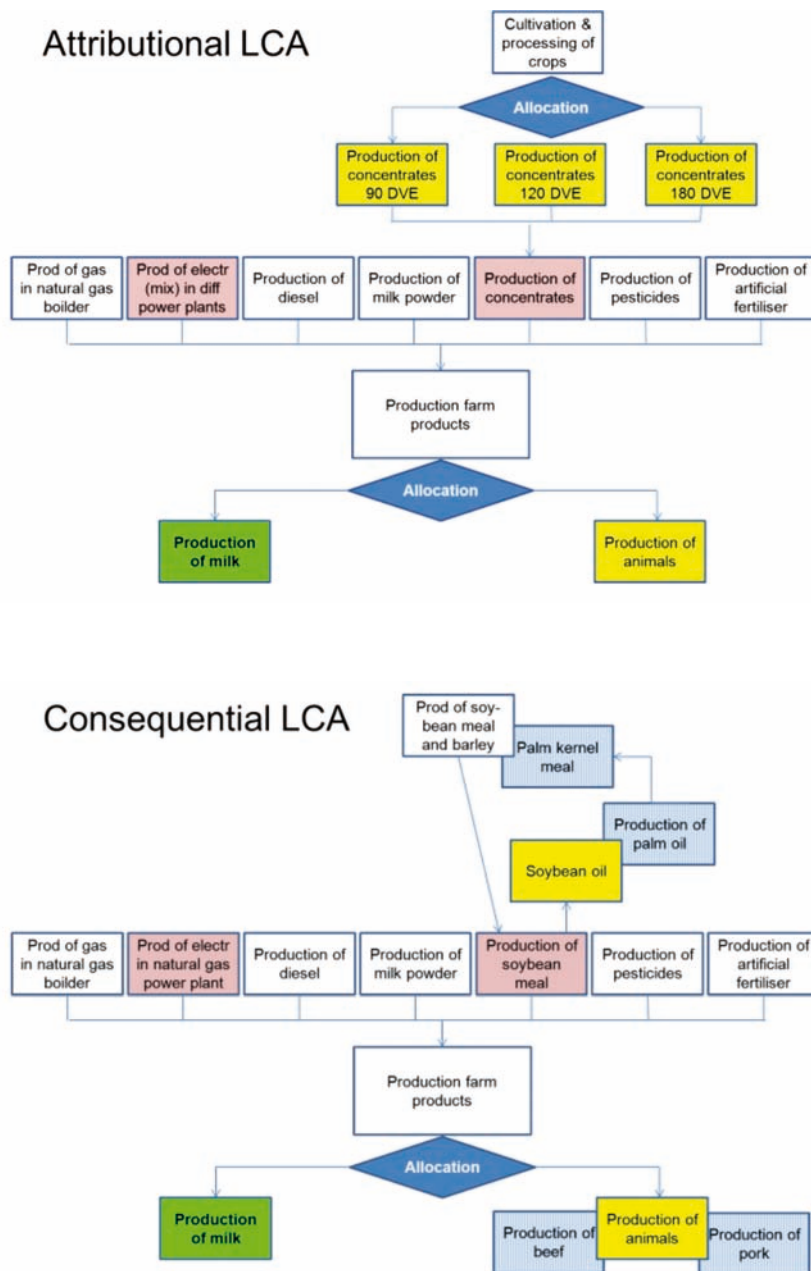 Attributional LCA
Cultivation &
processing of
crops
Allocation
Production of
concentrates
90 DVE
Production of
concentrates
120 DVE
Production of
concentrates
180 DVE
Prod of gas
in natural gas
boilder
Prod of electr
(mix) in diff
power plants
Production of
diesel
Production of
milk powder
Production of
concentrates
Production of
pesticides
Production of
artificial
fertiliser
Production farm
products
Allocation
Production
of milk
Production of
animals
Consequential LCA
Prod of soy-
bean meal
and barley
Palm kernel
meal
Production of
palm oil
Soybean oil
Prod of gas
in natural gas
boilder
Prod of electr
in natural gas
power plant
Production of
diesel
Production of
milk powder
Production of
soybean
meal
Production of
pesticides
Production of
artificial
fertiliser
Production farm
products
Allocation
Production
of milk
Production of
beef
Production of
animals
Production of
pork